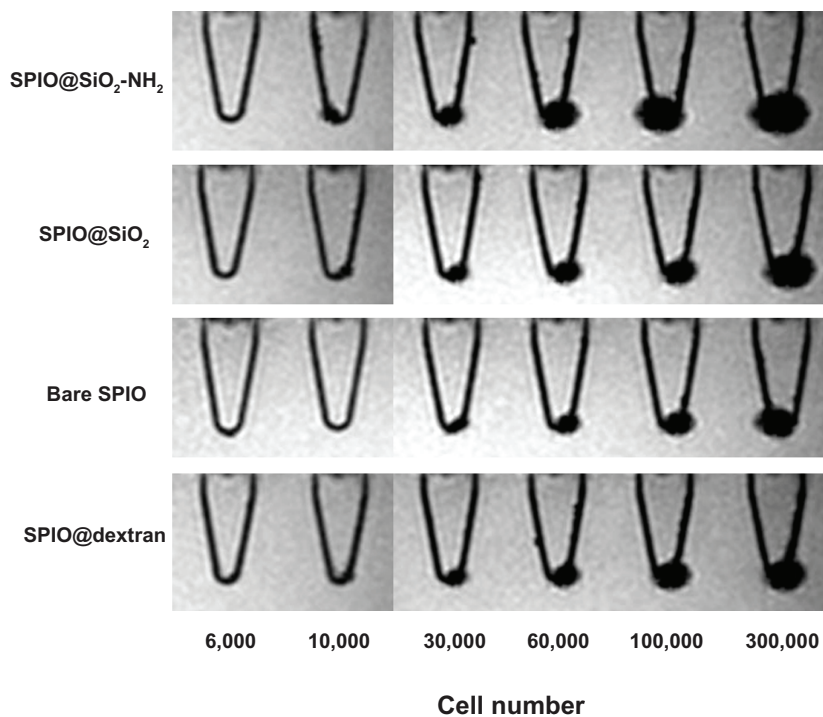 SPIO@SiO₂-NH₂
SPIO@SiO₂
Bare SPIO
SPIO@dextran
6,000 10,000 30,000 60,000 100,000 300,000
Cell number